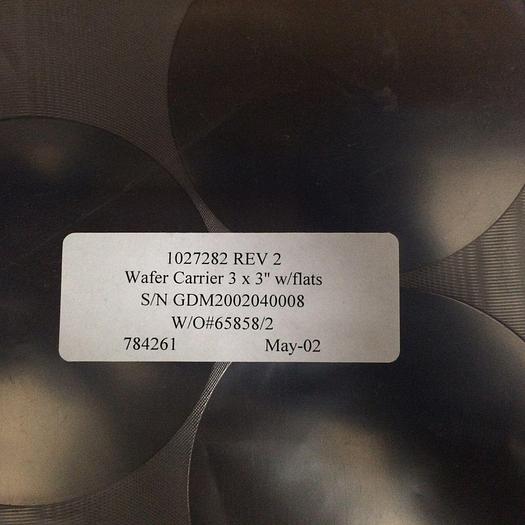 1027282 REV 2
Wafer Carrier 3 x 3" w/flats
S/N GDM2002040008
W/O#65858/2
784261 May-02